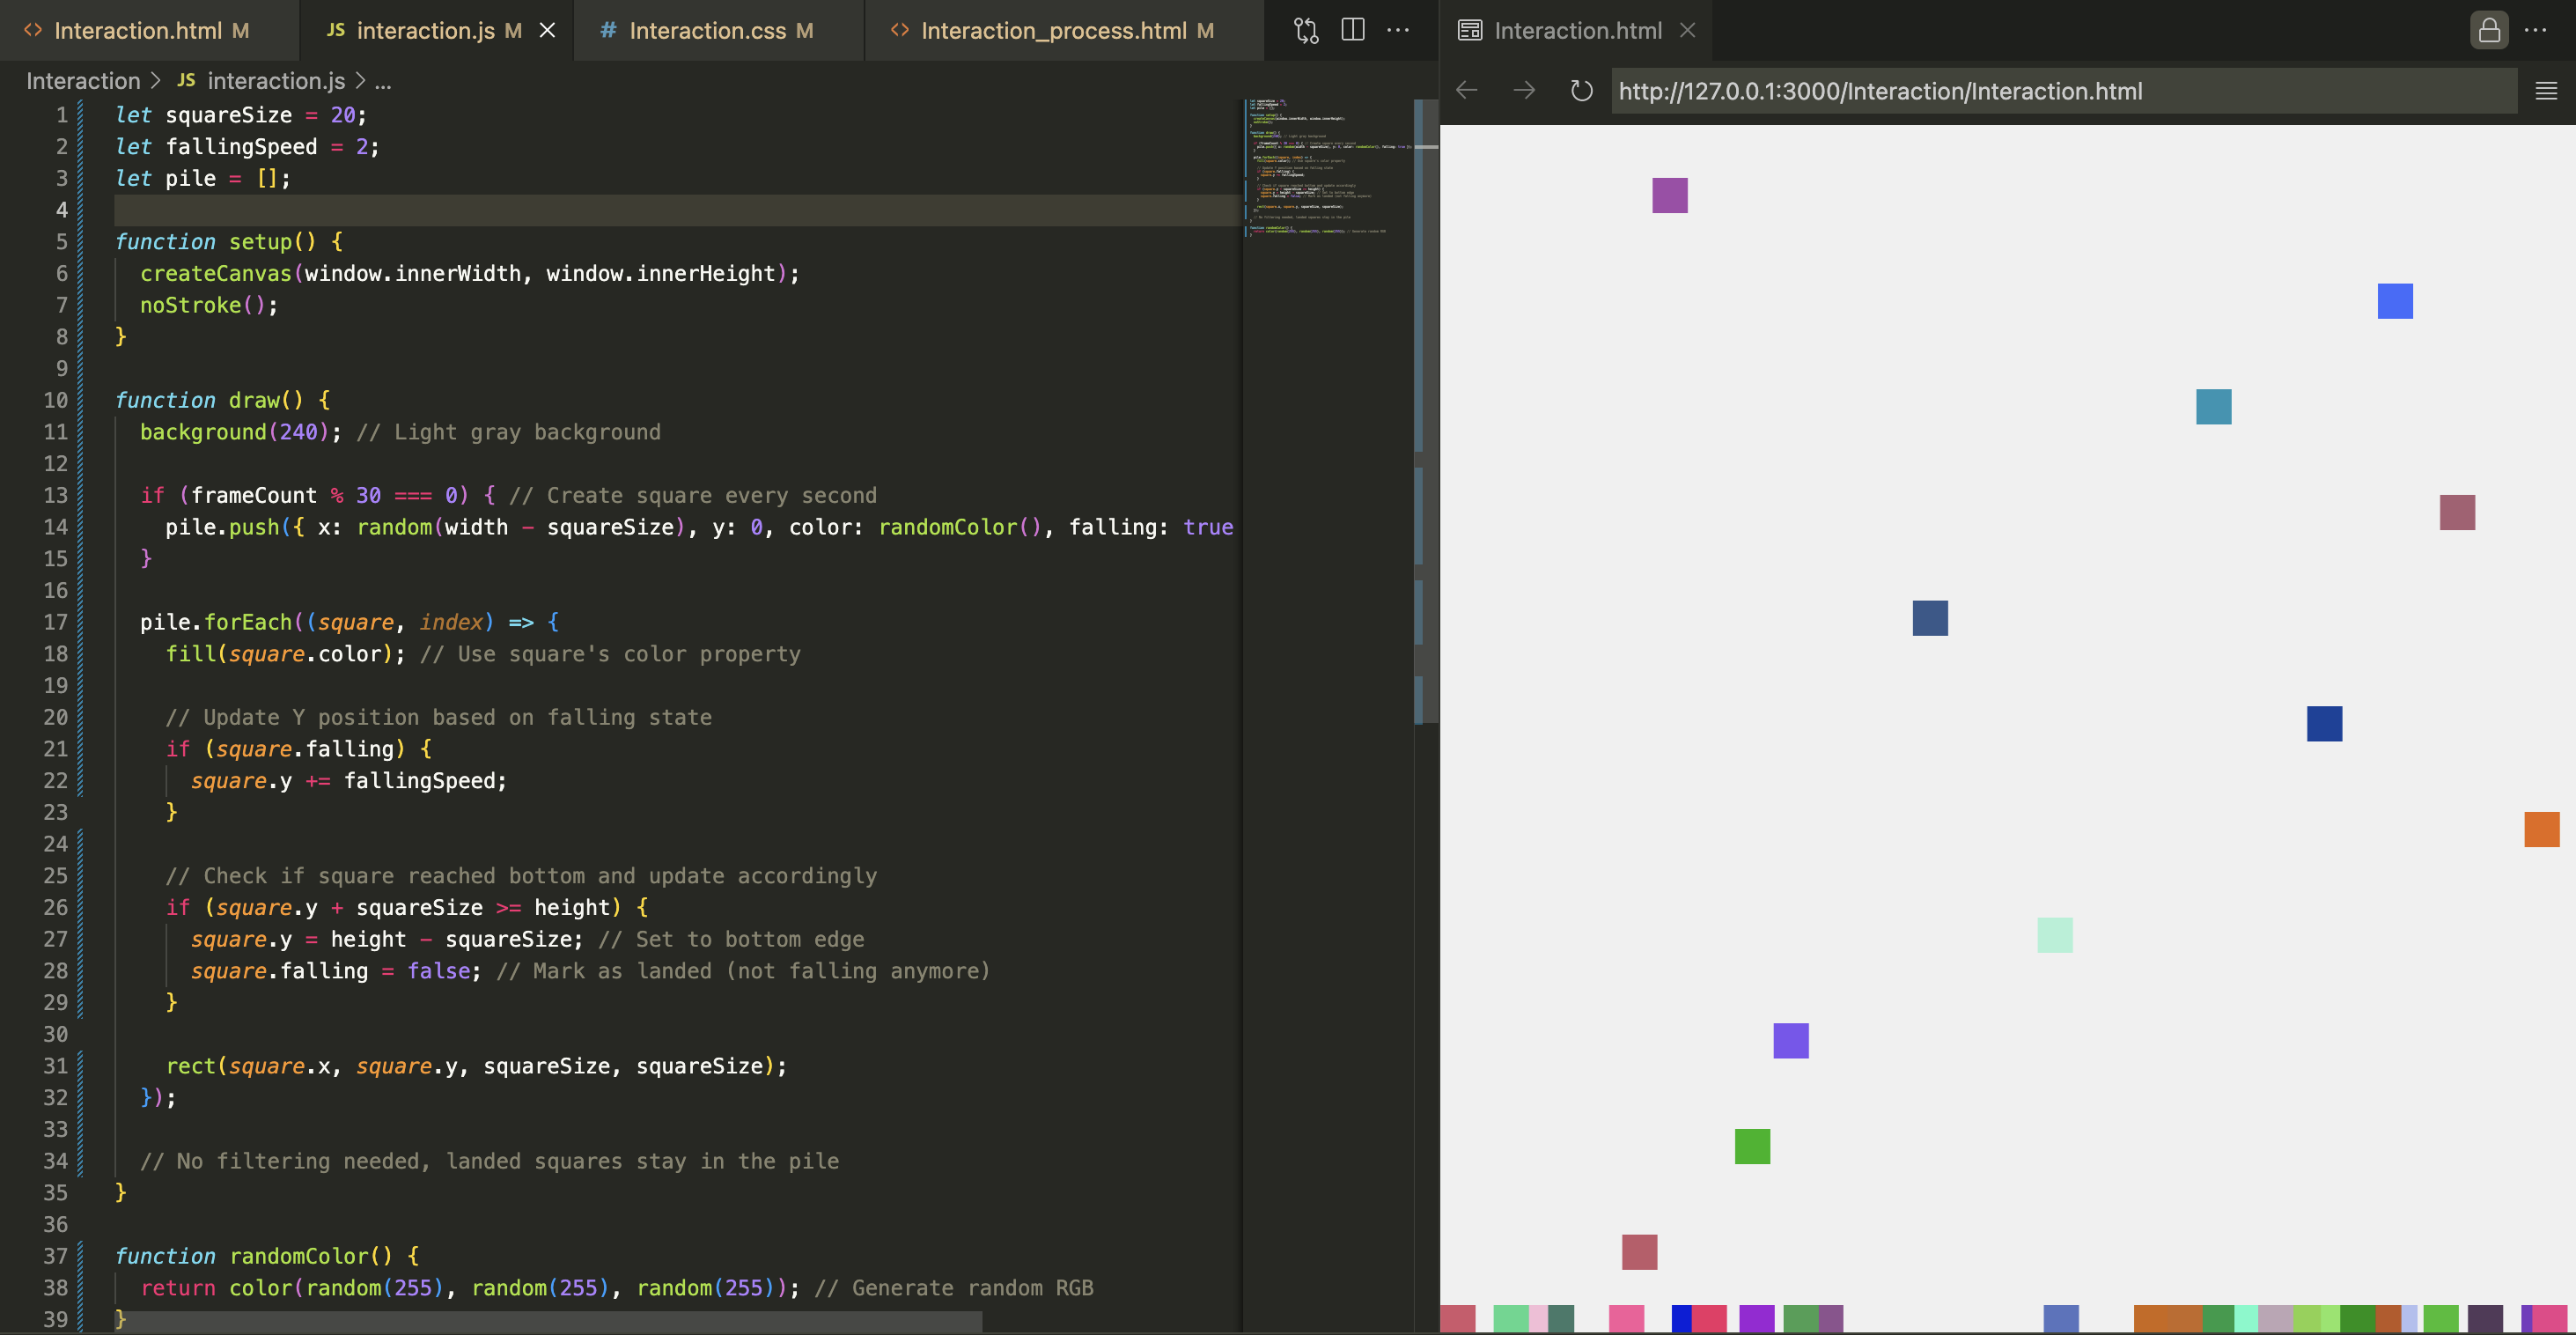 Interaction.html M
JS interaction.js M
# Interaction.css M
Interaction_process.html M
Interaction.html
Interaction > JS interaction.js > ...
http://127.0.0.1:3000/Interaction/Interaction.html
1 let squareSize = 20;
2 let fallingSpeed = 2;
3 let pile = [];
4
5 function setup() {
6 createCanvas(window.innerWidth, window.innerHeight);
7 noStroke();
8 }
9
10 function draw() {
11 background(240); // Light gray background
12
13 if (frameCount % 30 === 0) { // Create square every second
14 pile.push({ x: random(width - squareSize), y: 0, color: randomColor(), falling: true
15 }
16
17 pile.forEach((square, index) => {
18 fill(square.color); // Use square's color property
19
20 // Update Y position based on falling state
21 if (square.falling) {
22 square.y += fallingSpeed;
23 }
24
25 // Check if square reached bottom and update accordingly
26 if (square.y + squareSize >= height) {
27 square.y = height - squareSize; // Set to bottom edge
28 square.falling = false; // Mark as landed (not falling anymore)
29 }
30
31 rect(square.x, square.y, squareSize, squareSize);
32 });
33
34 // No filtering needed, landed squares stay in the pile
35 }
36
37 function randomColor() {
38 return color(random(255), random(255), random(255)); // Generate random RGB
39 }